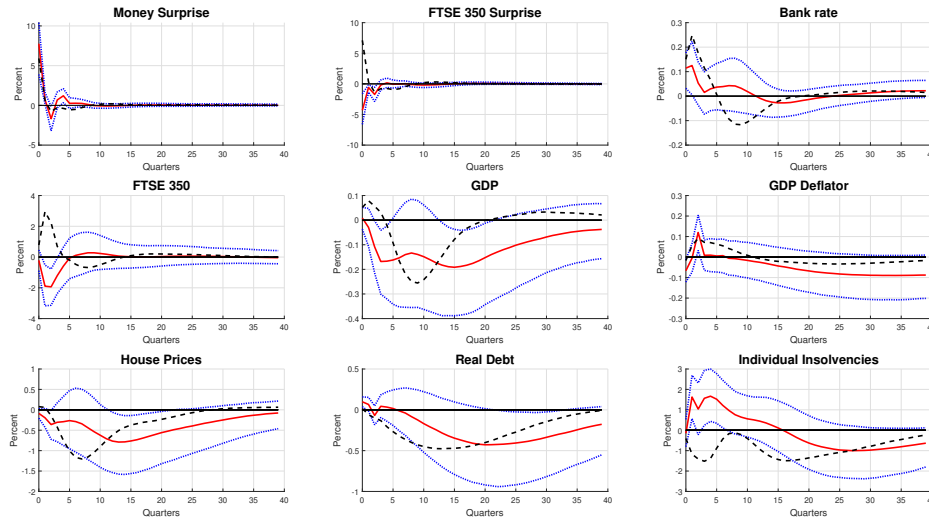 Money Surprise
Percent
10
5
0
-5
0 5 10 15 20 25 30 35 40
Quarters
FTSE 350 Surprise
Percent
10
5
0
-5
-10
0 5 10 15 20 25 30 35 40
Quarters
Bank rate
Percent
0.3
0.2
0.1
0
-0.1
-0.2
0 5 10 15 20 25 30 35 40
Quarters
FTSE 350
Percent
4
2
0
-2
-4
0 5 10 15 20 25 30 35 40
Quarters
GDP
Percent
0.1
0
-0.1
-0.2
-0.3
-0.4
0 5 10 15 20 25 30 35 40
Quarters
GDP Deflator
Percent
0.3
0.2
0.1
0
-0.1
-0.2
-0.3
0 5 10 15 20 25 30 35 40
Quarters
House Prices
Percent
1
0.5
0
-0.5
-1
-1.5
-2
0 5 10 15 20 25 30 35 40
Quarters
Real Debt
Percent
0.5
0
-0.5
-1
0 5 10 15 20 25 30 35 40
Quarters
Individual Insolvencies
Percent
3
2
1
0
-1
-2
-3
0 5 10 15 20 25 30 35 40
Quarters